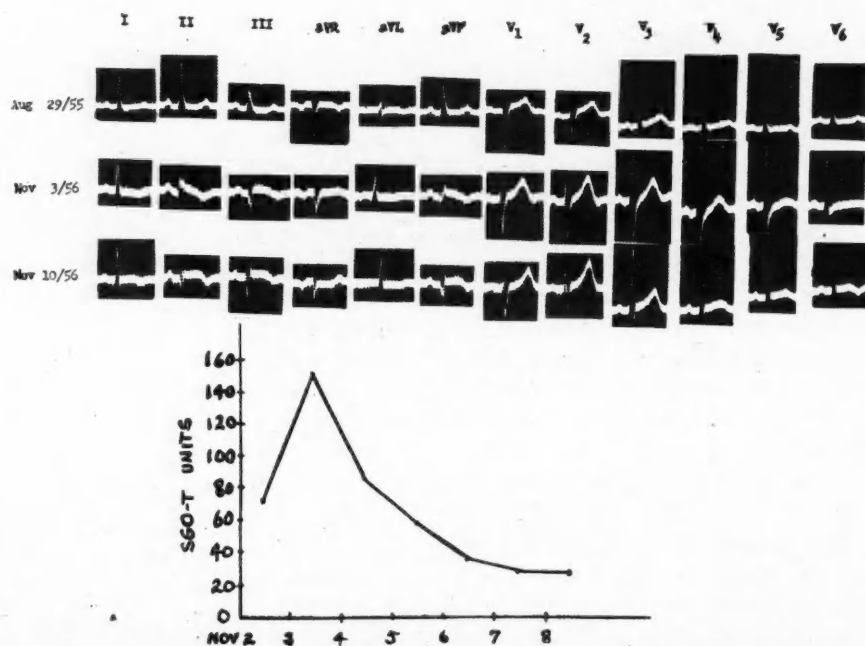 I II III aVR aVL aVF V1 V2 V3 V4 V5 V6
Aug 29/55
Nov 3/56
Nov 10/56
160
140
120
100
80
60
40
20
0
SGO-T UNITS
NOV 2 3 4 5 6 7 8